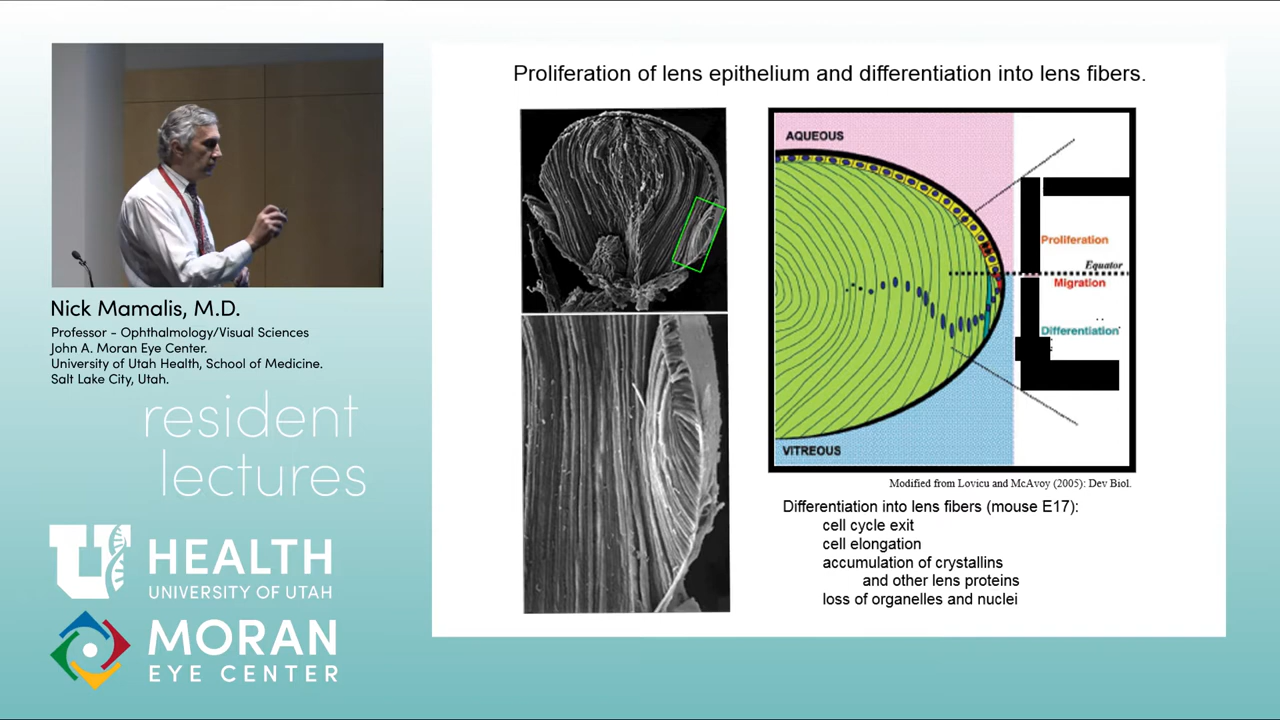 Nick Mamalis, M.D.
Professor - Ophthalmology/Visual Sciences
John A. Moran Eye Center.
University of Utah Health, School of Medicine.
Salt Lake City, Utah.
resident
lectures
U
HEALTH
UNIVERSITY OF UTAH
MORAN
EYE CENTER
Proliferation of lens epithelium and differentiation into lens fibers.
AQUEOUS
Proliferation
Equator
Migration
Differentiation
VITREOUS
Modified from Lovicu and McAvoy (2005): Dev Biol.
Differentiation into lens fibers (mouse E17):
cell cycle exit
cell elongation
accumulation of crystallins
and other lens proteins
loss of organelles and nuclei